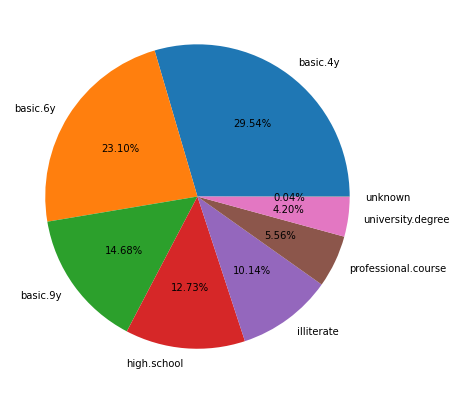 basic.4y
29.54%
basic.6y
23.10%
basic.9y
14.68%
high.school
12.73%
illiterate
10.14%
professional.course
5.56%
university.degree
4.20%
unknown
0.04%